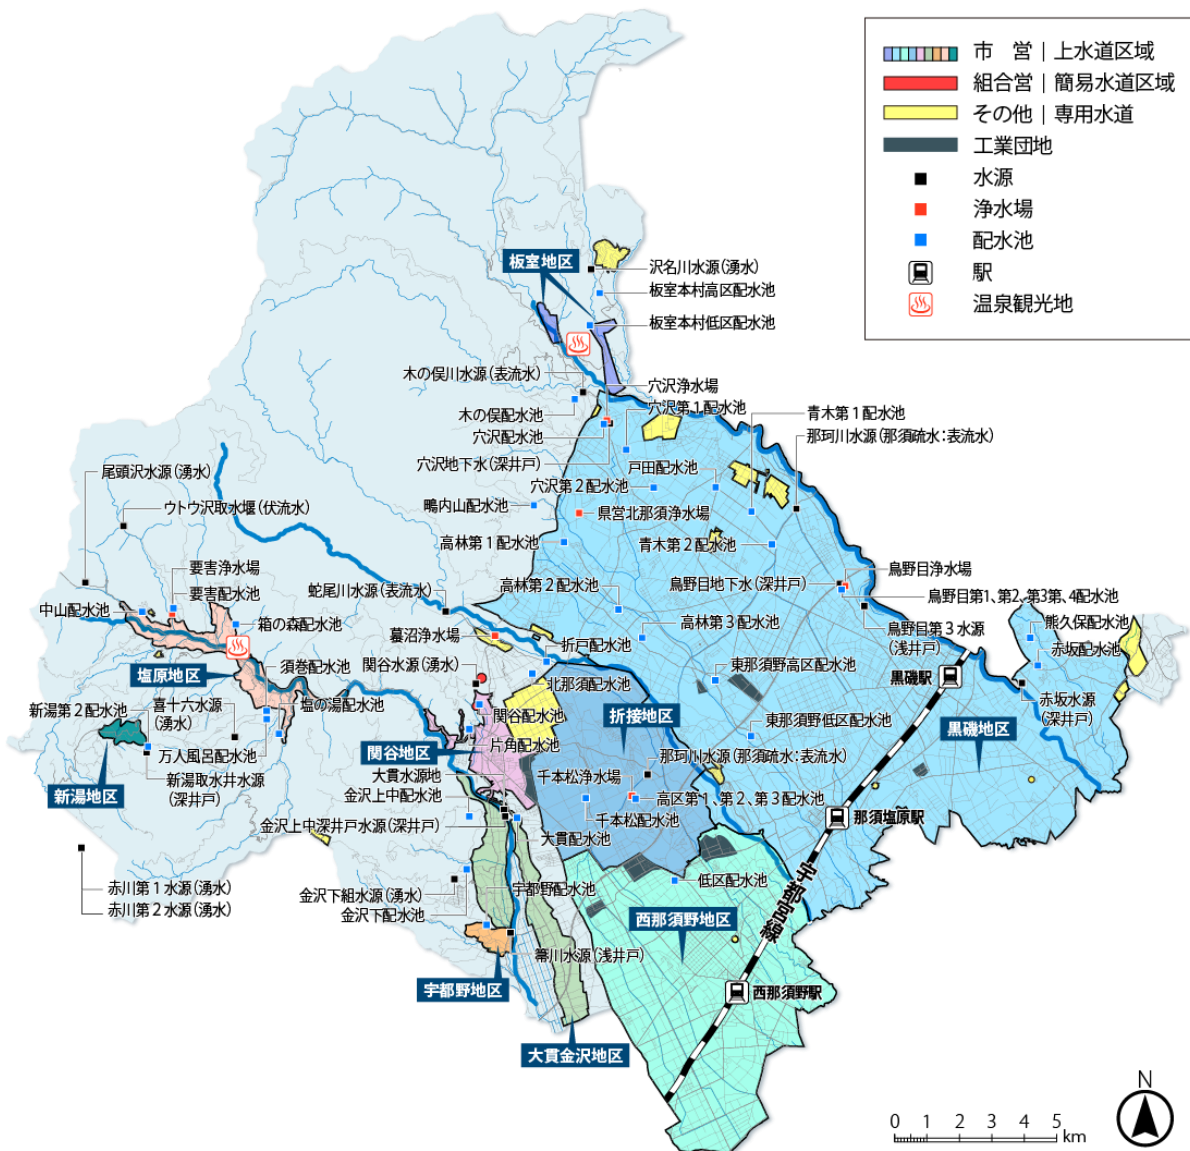 市　営｜上水道区域
組合営｜簡易水道区域
その他｜専用水道
工業団地
水源
浄水場
配水池
駅
温泉観光地
板室地区
沢名川水源（湧水）
板室本村高区配水池
板室本村低区配水池
木の俣川水源（表流水）
穴沢浄水場
木の俣配水池
穴沢第１配水池
青木第１配水池
穴沢配水池
那珂川水源（那須疏水：表流水）
穴沢地下水（深井戸）
戸田配水池
尾頭沢水源（湧水）
穴沢第２配水池
ウトウ沢取水堰（伏流水）
鴫内山配水池
県営北那須浄水場
高林第１配水池
青木第２配水池
要害浄水場
鳥野目浄水場
要害配水池
蛇尾川水源（表流水）
高林第２配水池
鳥野目地下水（深井戸）
鳥野目第1、第2、第3第、4配水池
中山配水池
箱の森配水池
蟇沼浄水場
高林第３配水池
鳥野目第３水源
（浅井戸）
熊久保配水池
折戸配水池
赤坂配水池
塩原地区
須巻配水池
関谷水源（湧水）
東那須野高区配水池
黒磯駅
北那須配水池
赤坂水源
（深井戸）
新湯第２配水池
喜十六水源
（湧水）
塩の湯配水池
関谷配水池
折接地区
東那須野低区配水池
黒磯地区
万人風呂配水池
関谷地区
片角配水池
那珂川水源（那須疏水：表流水）
新湯取水井水源
（深井戸）
大貫水源地
千本松浄水場
新湯地区
金沢上中配水池
高区第１、第２、第３配水池
那須塩原駅
千本松配水池
金沢上中深井戸水源（深井戸）
大貫配水池
宇都宮線
赤川第１水源（湧水）
赤川第２水源（湧水）
金沢下組水源（湧水）
宇都野配水池
低区配水池
金沢下配水池
西那須野地区
箒川水源（浅井戸）
宇都野地区
西那須野駅
大貫金沢地区
N
0 1 2 3 4 5
km